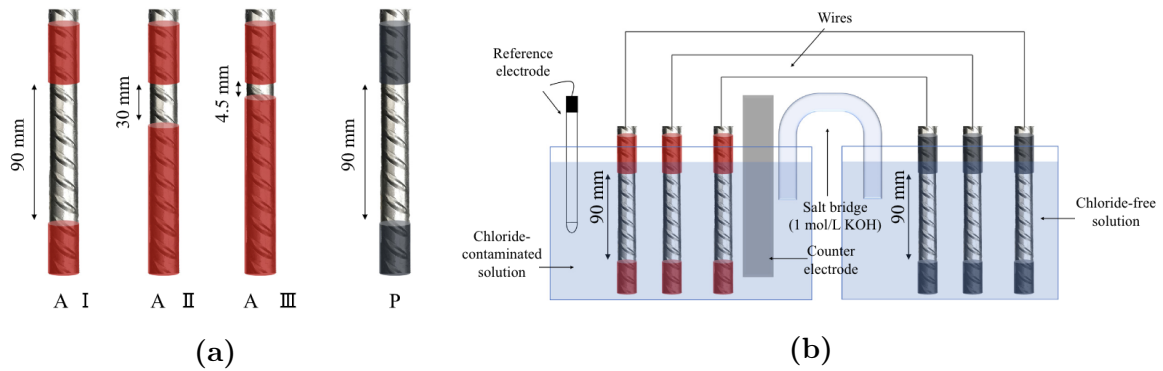 90 mm
30 mm
4.5 mm
90 mm
A I
A II
A III
P
(a)
Wires
Reference
electrode
90 mm
Salt bridge
(1 mol/L KOH)
90 mm
Chloride-free
solution
Chloride-
contaminated
solution
Counter
electrode
(b)